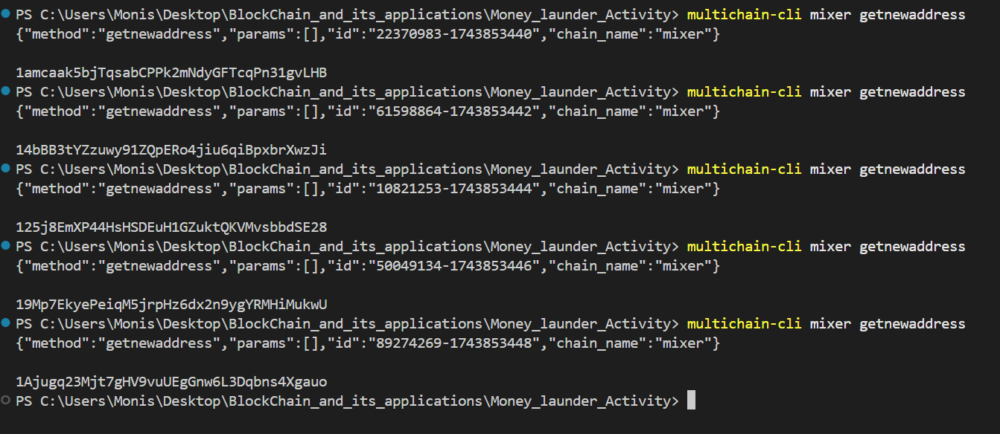 PS C:\Users\Monis\Desktop\BlockChain_and_its_applications\Money_launder_Activity> multichain-cli mixer getnewaddress
{"method":"getnewaddress","params":[],"id":"22370983-1743853440","chain_name":"mixer"}
1amcaak5bjTqsabCPPk2mNdyGFTcqPn31gvLHB
PS C:\Users\Monis\Desktop\BlockChain_and_its_applications\Money_launder_Activity> multichain-cli mixer getnewaddress
{"method":"getnewaddress","params":[],"id":"61598864-1743853442","chain_name":"mixer"}
14bBB3tYZzuwy91ZQpERo4jiu6qiBpxbrXwzJi
PS C:\Users\Monis\Desktop\BlockChain_and_its_applications\Money_launder_Activity> multichain-cli mixer getnewaddress
{"method":"getnewaddress","params":[],"id":"10821253-1743853444","chain_name":"mixer"}
125j8EmXP44HsHSDEuH1GZuktQKVMvsbbdSE28
PS C:\Users\Monis\Desktop\BlockChain_and_its_applications\Money_launder_Activity> multichain-cli mixer getnewaddress
{"method":"getnewaddress","params":[],"id":"50049134-1743853446","chain_name":"mixer"}
19Mp7EkyePeiqM5jrpHz6dx2n9ygYRMHiMukwU
PS C:\Users\Monis\Desktop\BlockChain_and_its_applications\Money_launder_Activity> multichain-cli mixer getnewaddress
{"method":"getnewaddress","params":[],"id":"89274269-1743853448","chain_name":"mixer"}
1Ajugq23Mjt7gHV9vuUEgGnw6L3Dqbns4Xgauo
PS C:\Users\Monis\Desktop\BlockChain_and_its_applications\Money_launder_Activity>